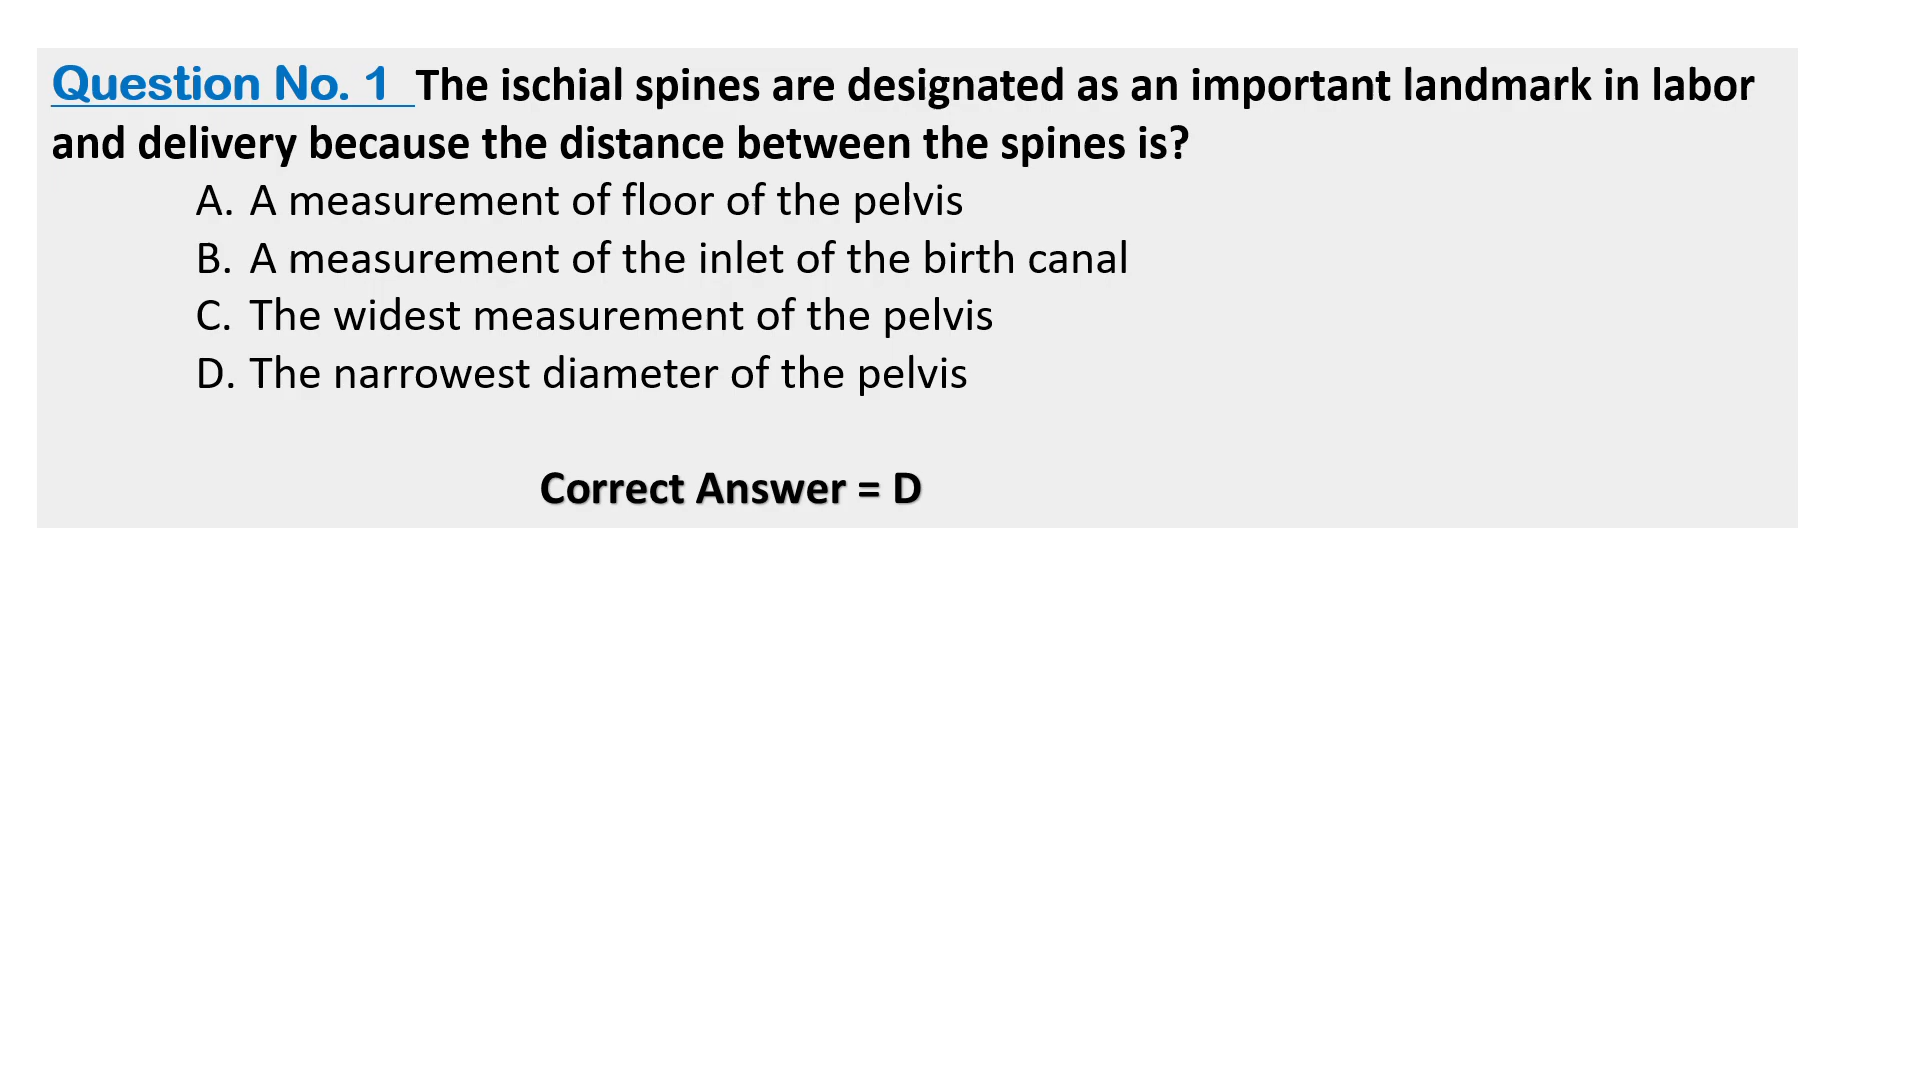 Question No. 1 The ischial spines are designated as an important landmark in labor
and delivery because the distance between the spines is?
A. A measurement of floor of the pelvis
B. A measurement of the inlet of the birth canal
C. The widest measurement of the pelvis
D. The narrowest diameter of the pelvis
Correct Answer = D